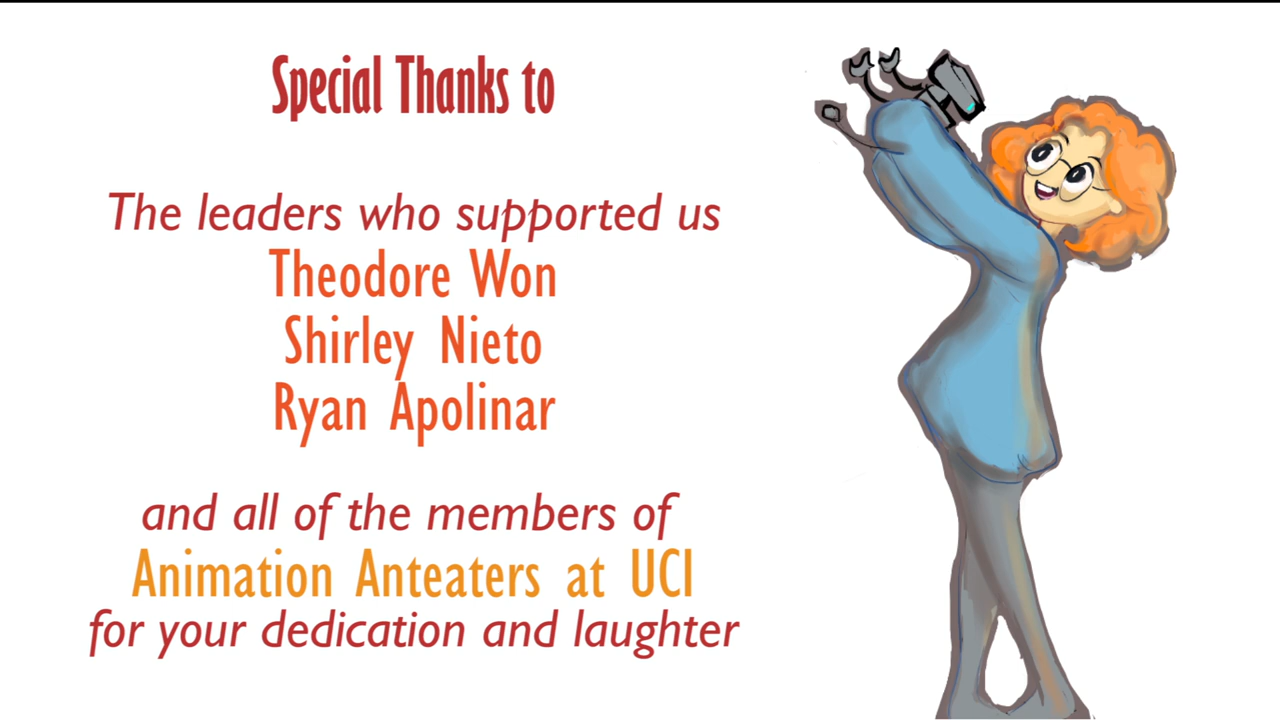 Special Thanks to
The leaders who supported us
Theodore Won
Shirley Nieto
Ryan Apolinar
and all of the members of
Animation Anteaters at UCI
for your dedication and laughter